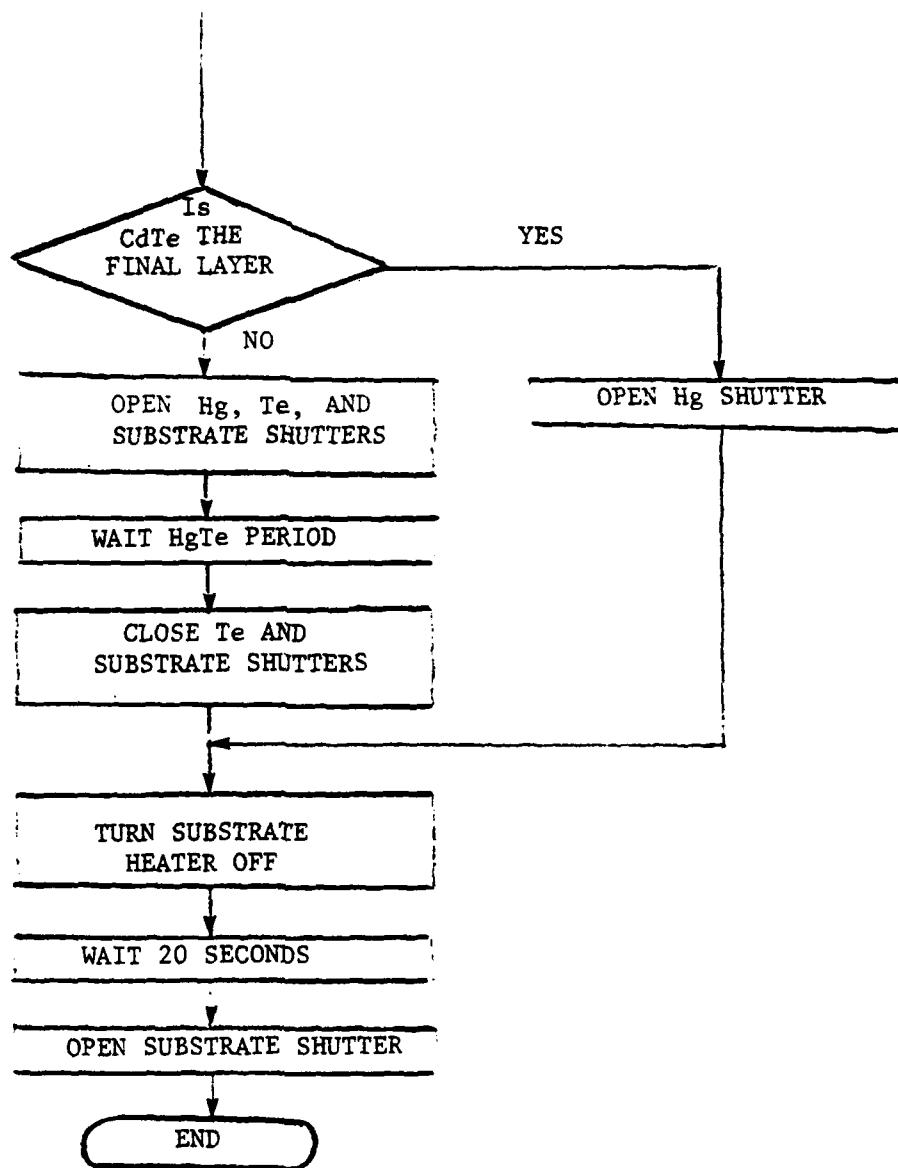 Is
CdTe THE
FINAL LAYER
YES
NO
OPEN Hg, Te, AND
SUBSTRATE SHUTTERS
OPEN Hg SHUTTER
WAIT HgTe PERIOD
CLOSE Te AND
SUBSTRATE SHUTTERS
TURN SUBSTRATE
HEATER OFF
WAIT 20 SECONDS
OPEN SUBSTRATE SHUTTER
END